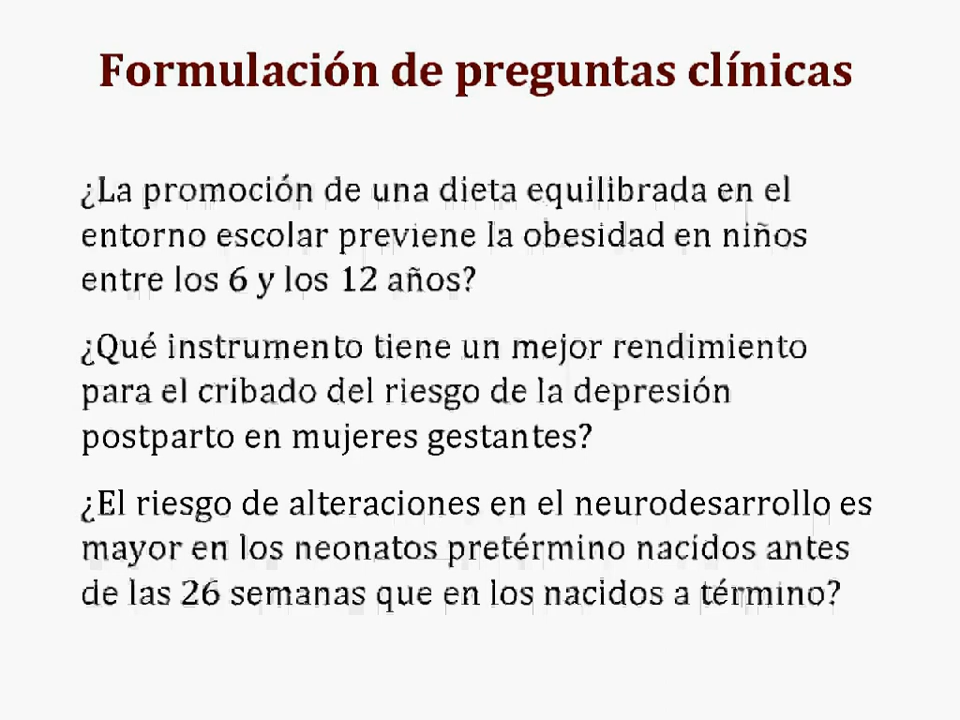 Formulación de preguntas clínicas
¿La promoción de una dieta equilibrada en el
entorno escolar previene la obesidad en niños
entre los 6 y los 12 años?
¿Qué instrumento tiene un mejor rendimiento
para el cribado del riesgo de la depresión
postparto en mujeres gestantes?
¿El riesgo de alteraciones en el neurodesarrollo es
mayor en los neonatos pretérmino nacidos antes
de las 26 semanas que en los nacidos a término?